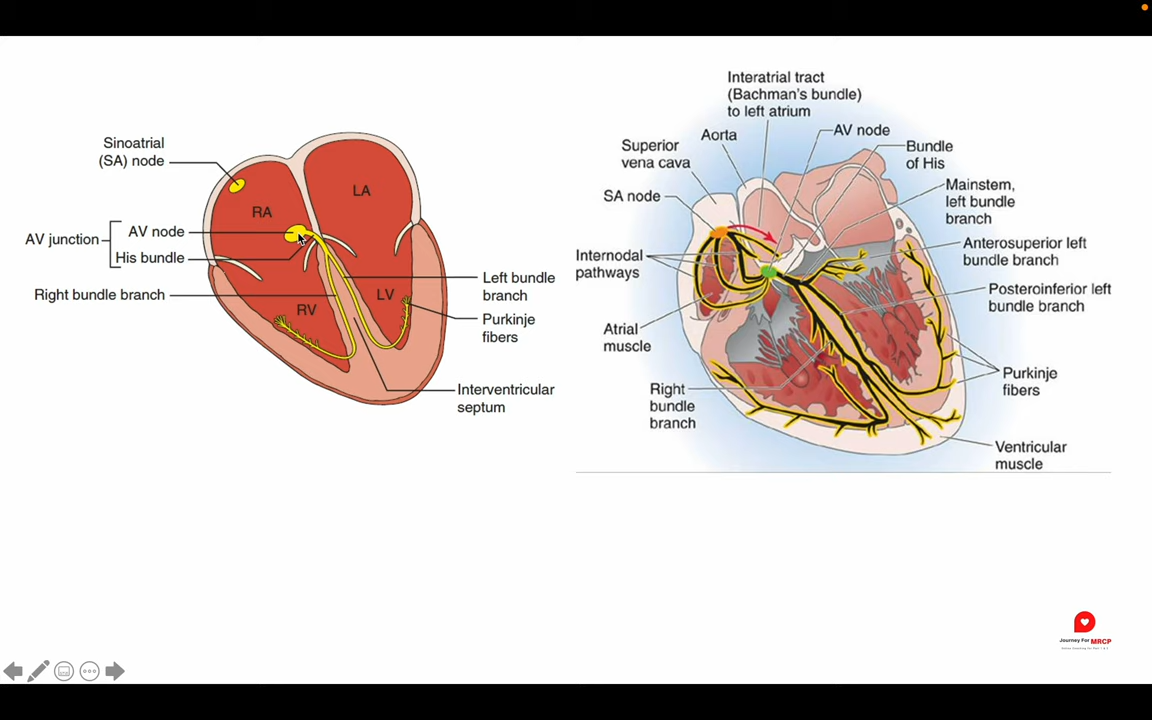 Sinoatrial
(SA) node
LA
RA
AV node
AV junction
His bundle
Right bundle branch
RV
LV
Left bundle
branch
Purkinje
fibers
Interventricular
septum
Interatrial tract
(Bachman's bundle)
to left atrium
Aorta
AV node
Superior
vena cava
Bundle
of His
SA node
Mainstem,
left bundle
branch
Internodal
pathways
Anterosuperior left
bundle branch
Posteroinferior left
bundle branch
Atrial
muscle
Purkinje
fibers
Right
bundle
branch
Ventricular
muscle
Journey For MRCP